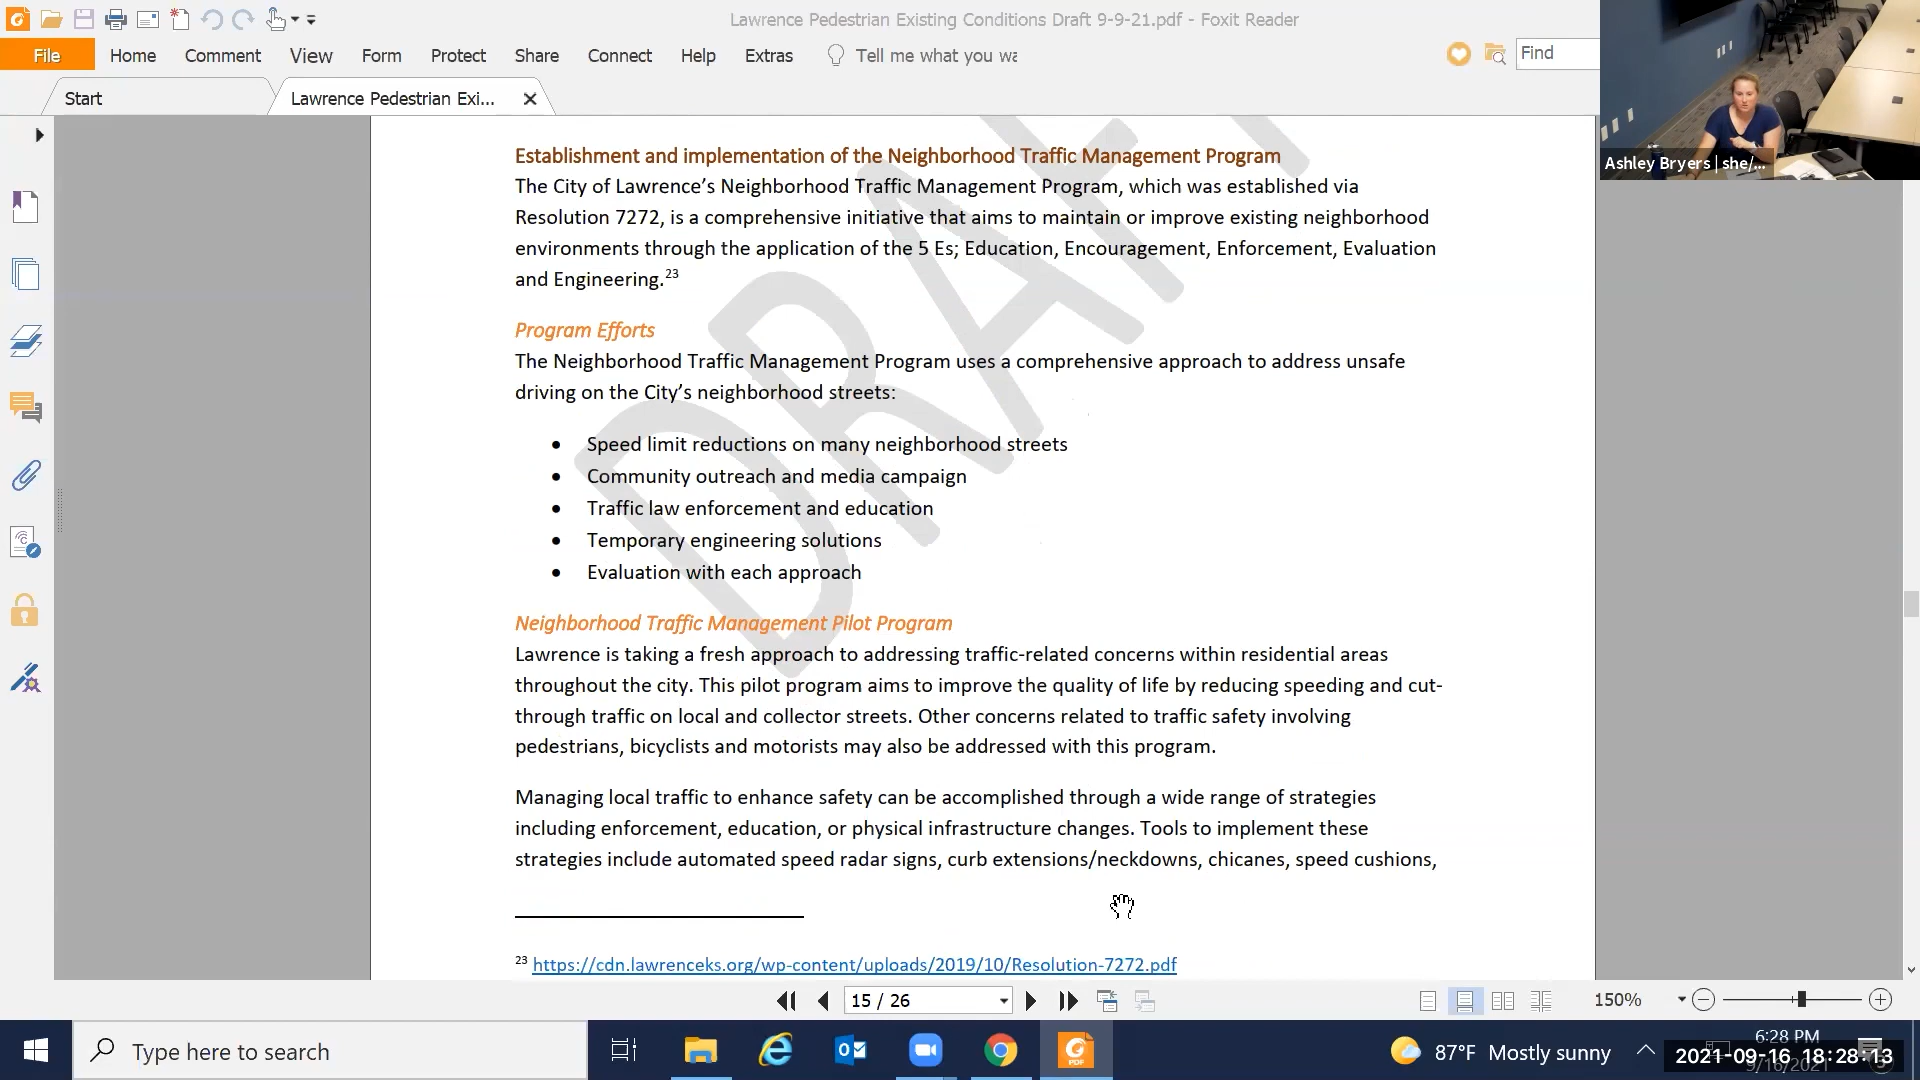 Lawrence Pedestrian Existing Conditions Draft 9-9-21.pdf - Foxit Reader
File Home Comment View Form Protect Share Connect Help Extras Tell me what you wa Find
Start Lawrence Pedestrian Exi...
Ashley Bryers | she/...
DRAFT
Establishment and implementation of the Neighborhood Traffic Management Program
The City of Lawrence’s Neighborhood Traffic Management Program, which was established via
Resolution 7272, is a comprehensive initiative that aims to maintain or improve existing neighborhood
environments through the application of the 5 Es; Education, Encouragement, Enforcement, Evaluation
and Engineering.23
Program Efforts
The Neighborhood Traffic Management Program uses a comprehensive approach to address unsafe
driving on the City’s neighborhood streets:
• Speed limit reductions on many neighborhood streets
• Community outreach and media campaign
• Traffic law enforcement and education
• Temporary engineering solutions
• Evaluation with each approach
Neighborhood Traffic Management Pilot Program
Lawrence is taking a fresh approach to addressing traffic-related concerns within residential areas
throughout the city. This pilot program aims to improve the quality of life by reducing speeding and cut-
through traffic on local and collector streets. Other concerns related to traffic safety involving
pedestrians, bicyclists and motorists may also be addressed with this program.
Managing local traffic to enhance safety can be accomplished through a wide range of strategies
including enforcement, education, or physical infrastructure changes. Tools to implement these
strategies include automated speed radar signs, curb extensions/neckdowns, chicanes, speed cushions,
23 https://cdn.lawrenceks.org/wp-content/uploads/2019/10/Resolution-7272.pdf
15 / 26 150%
Type here to search
87°F Mostly sunny
6:28 PM
2021-09-16 18:28:13
9/16/2021